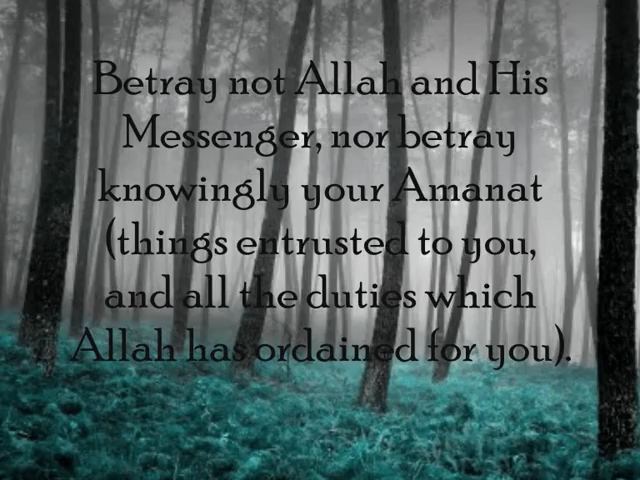 Betray not Allah and His
Messenger, nor betray
knowingly your Amanat
(things entrusted to you,
and all the duties which
Allah has ordained for you).